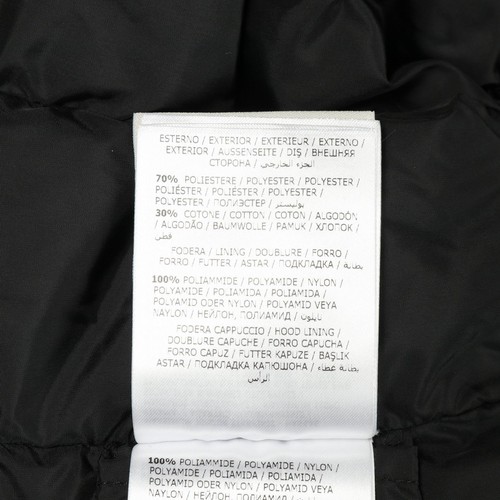 ESTERNO / EXTERIOR / EXTERIEUR / EXTERNO /
EXTERIOR / AUSSENSEITE / DIŞ / ВНЕШНЯЯ
СТОРОНА / الجزء الخارجي
70% POLIESTERE / POLYESTER / POLYESTER /
POLIÉSTER / POLIÉSTER / POLYESTER /
POLYESTER / ПОЛИЭСТЕР / بوليستر
30% COTONE / COTTON / COTON / ALGODÓN
/ ALGODÃO / BAUMWOLLE / PAMUK / ХЛОПОК /
قطن
FODERA / LINING / DOUBLURE / FORRO /
FORRO / FUTTER / ASTAR / ПОДКЛАДКА / بطانة
100% POLIAMMIDE / POLYAMIDE / NYLON /
POLYAMIDE / POLIAMIDA / POLIAMIDA /
POLYAMID ODER NYLON / POLYAMID VEYA
NAYLON / НЕЙЛОН, ПОЛИАМИД / نايلون
FODERA CAPPUCCIO / HOOD LINING /
DOUBLURE CAPUCHE / FORRO CAPUCHA /
FORRO CAPUZ / FUTTER KAPUZE / BAŞLIK
ASTAR / ПОДКЛАДКА КАПЮШОНА / بطانة غطاء
الرأس
100% POLIAMMIDE / POLYAMIDE / NYLON /
POLYAMIDE / POLIAMIDA / POLIAMIDA /
POLYAMID ODER NYLON / POLYAMID VEYA
NAYLON / НЕЙЛОН, ПОЛИАМИД / نايلون